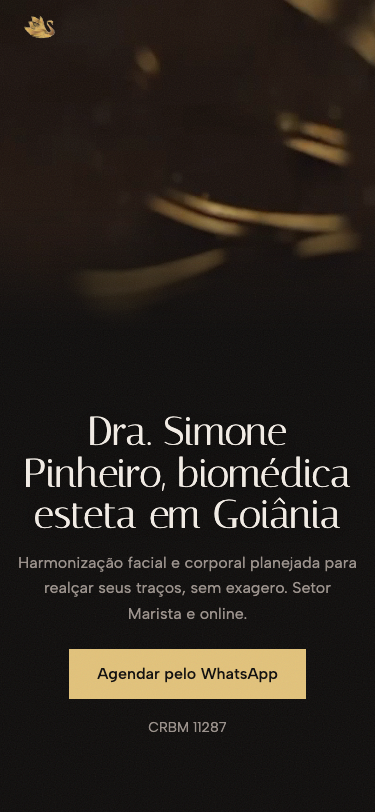 Dra. Simone
Pinheiro, biomédica
esteta em Goiânia
Harmonização facial e corporal planejada para
realçar seus traços, sem exagero. Setor
Marista e online.
Agendar pelo WhatsApp
CRBM 11287